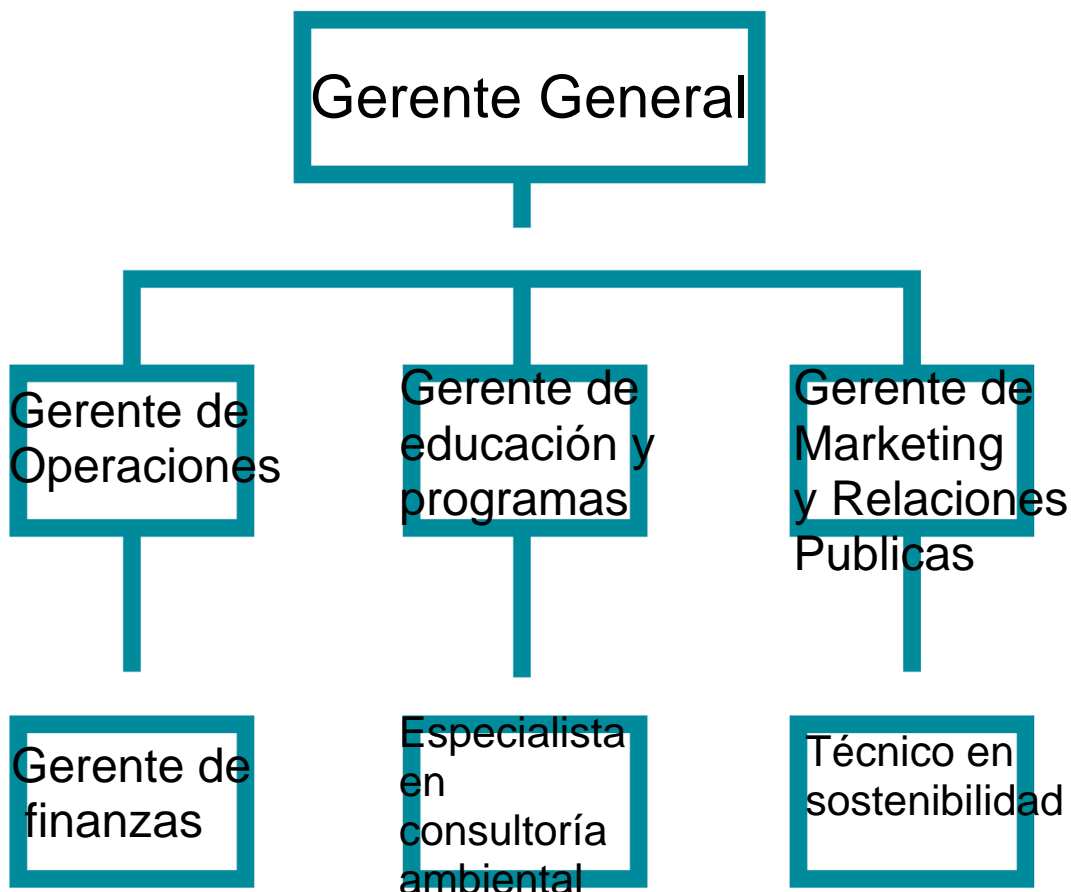 Gerente General
Gerente de
Operaciones
Gerente de
educación y
programas
Gerente de
Marketing
y Relaciones
Publicas
Gerente de
finanzas
Especialista
en
consultoría
ambiental
Técnico en
sostenibilidad